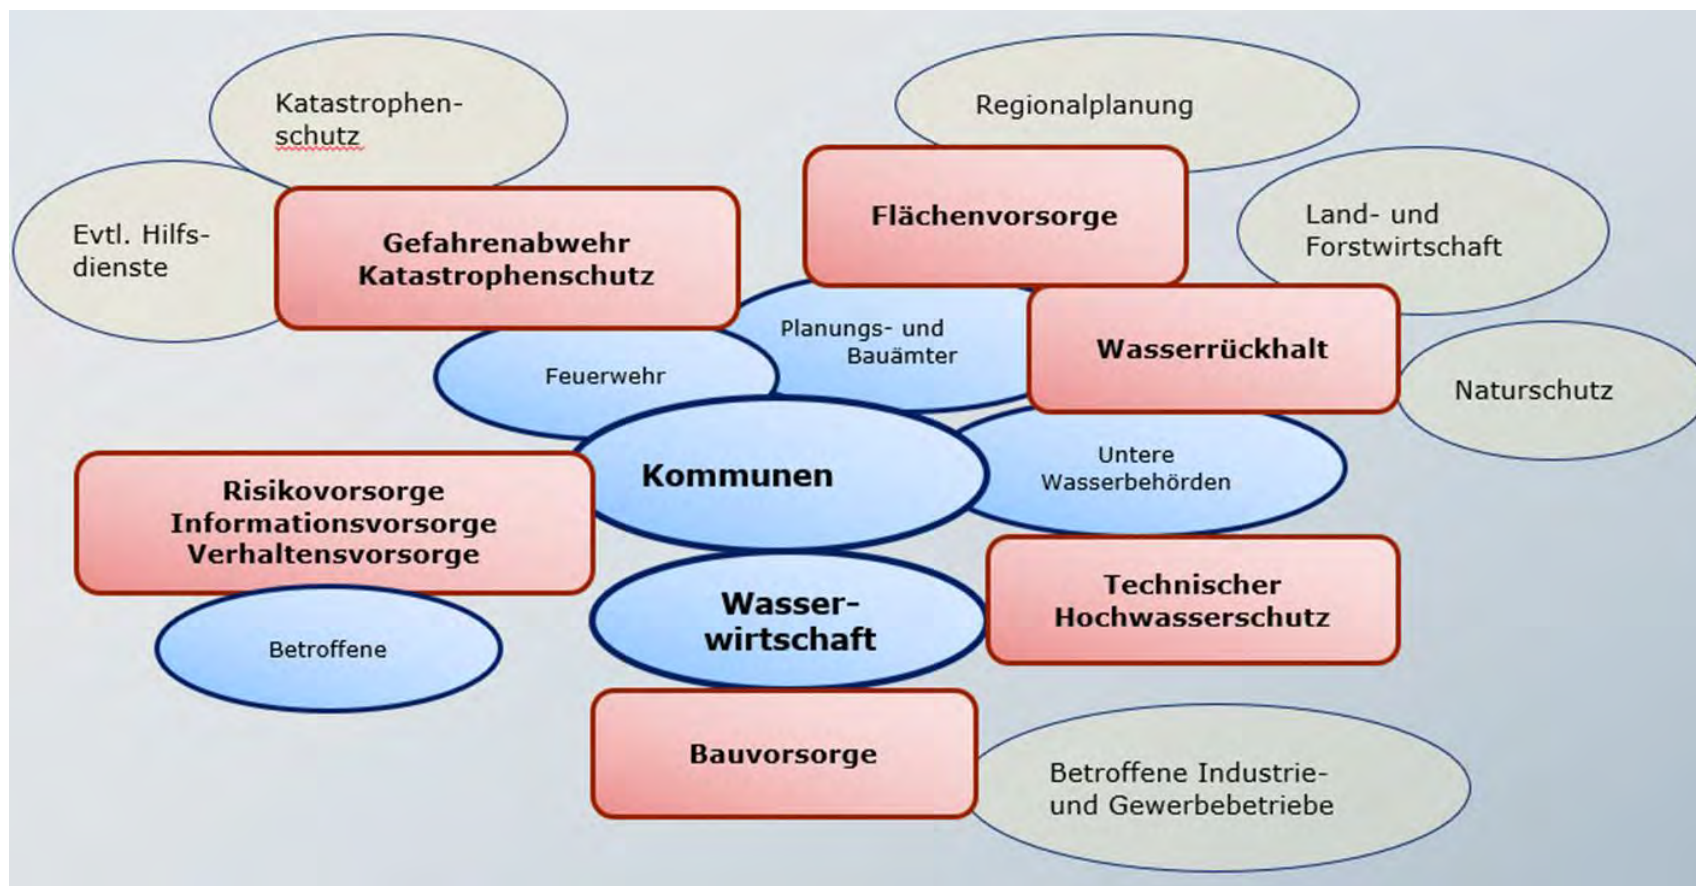 Katastrophen-
schutz
Regionalplanung
Evtl. Hilfs-
dienste
Gefahrenabwehr
Katastrophenschutz
Flächenvorsorge
Land- und
Forstwirtschaft
Planungs- und
Bauämter
Wasserrückhalt
Feuerwehr
Naturschutz
Kommunen
Untere
Wasserbehörden
Risikovorsorge
Informationsvorsorge
Verhaltensvorsorge
Wasser-
wirtschaft
Technischer
Hochwasserschutz
Betroffene
Bauvorsorge
Betroffene Industrie-
und Gewerbebetriebe